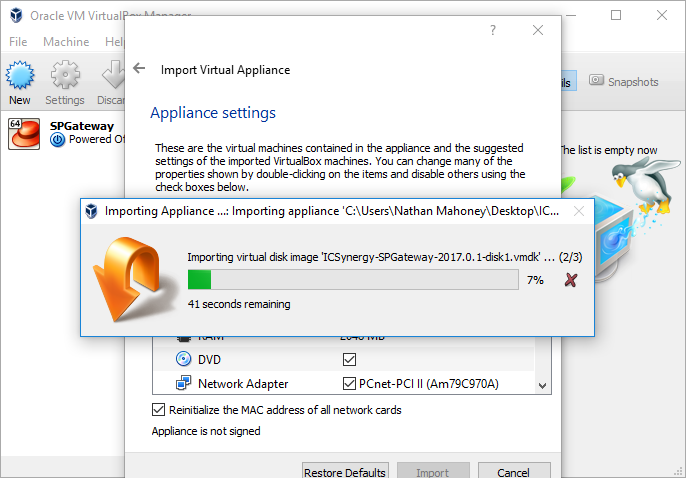 Oracle VM VirtualBox Manager
File Machine Help
?
Import Virtual Appliance
New Settings Discar
ils Snapshots
Appliance settings
64 SPGateway
Powered Of
These are the virtual machines contained in the appliance and the suggested
settings of the imported VirtualBox machines. You can change many of the
properties shown by double-clicking on the items and disable others using the
check boxes below.
The list is empty now
Importing Appliance ...: Importing appliance 'C:\Users\Nathan Mahoney\Desktop\IC...
Importing virtual disk image 'ICSynergy-SPGateway-2017.0.1-disk1.vmdk' ... (2/3)
7%
41 seconds remaining
RAM 2048 MB
DVD
Network Adapter PCnet-PCI II (Am79C970A)
Reinitialize the MAC address of all network cards
Appliance is not signed
Restore Defaults Import Cancel